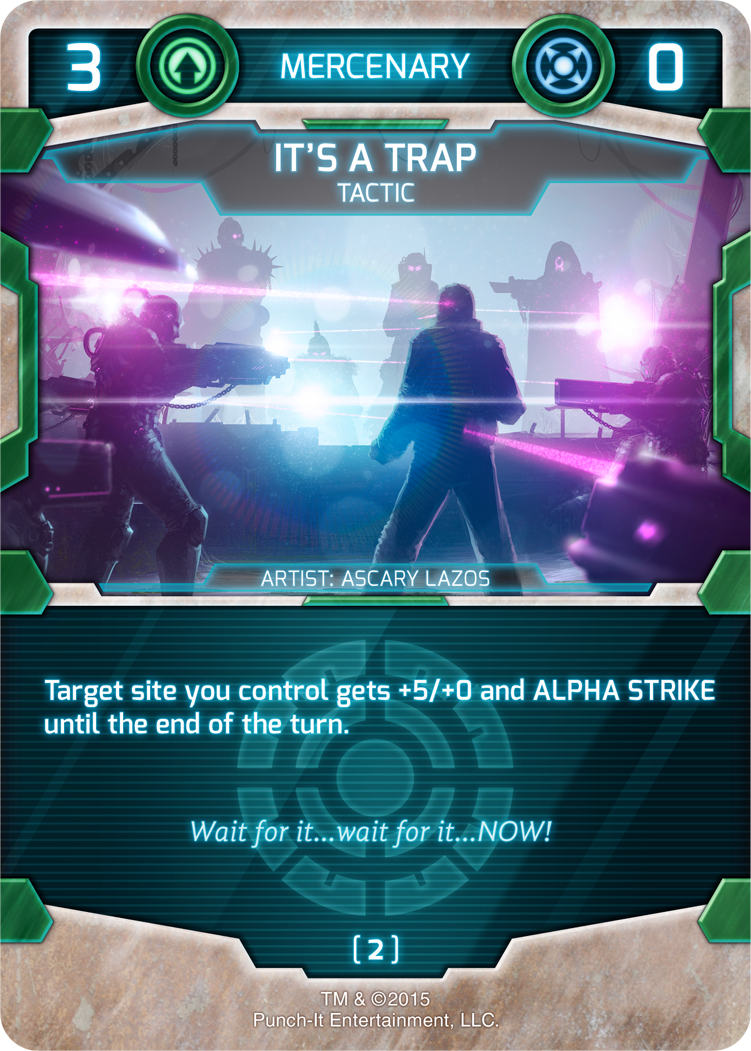 3 MERCENARY 0
IT'S A TRAP
TACTIC
ARTIST: ASCARY LAZOS
Target site you control gets +5/+0 and ALPHA STRIKE
until the end of the turn.
Wait for it...wait for it...NOW!
[2]
TM & ©2015
Punch-It Entertainment, LLC.